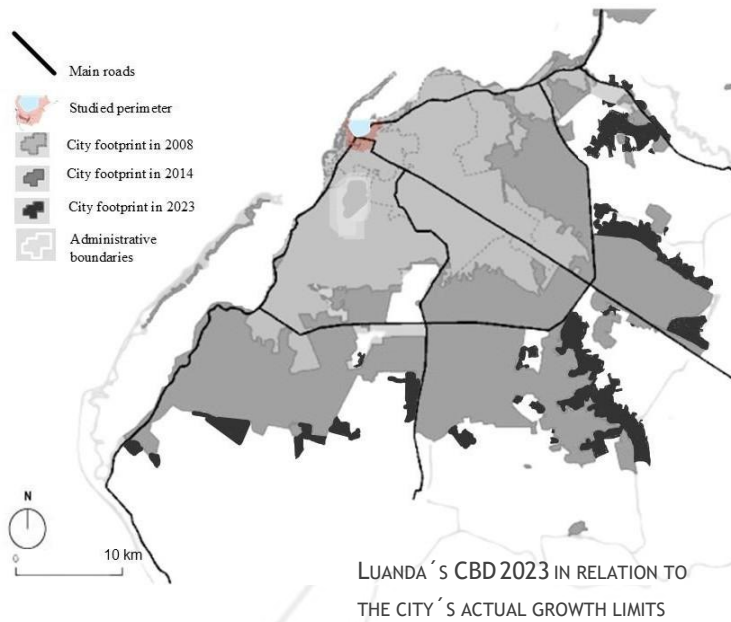 Main roads
Studied perimeter
City footprint in 2008
City footprint in 2014
City footprint in 2023
Administrative
boundaries
N
0
10 km
LUANDA´S CBD 2023 IN RELATION TO
THE CITY´S ACTUAL GROWTH LIMITS